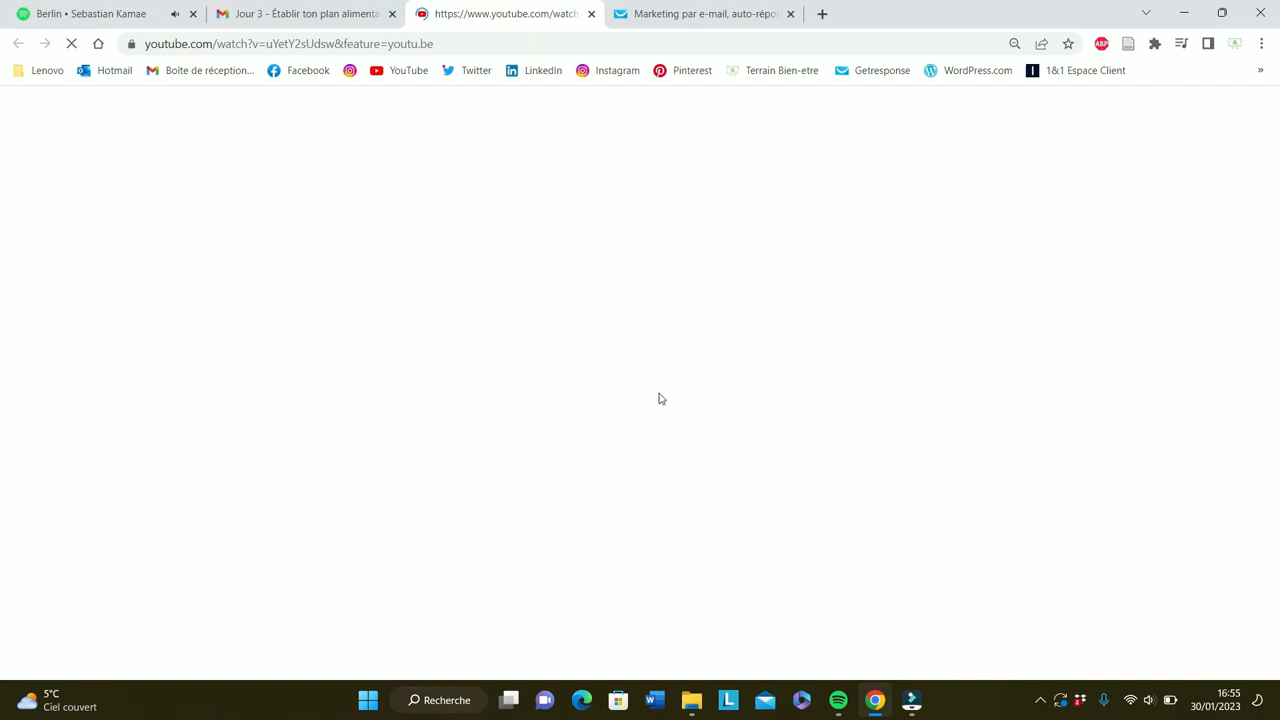 Berlin • Sebastian Kamae
Jour 3 - Établir ton plan alimenta
https://www.youtube.com/watch
Marketing par e-mail, auto-répo
youtube.com/watch?v=uYetY2sUdsw&feature=youtu.be
ABP
Lenovo
Hotmail
Boîte de réception...
Facebook
YouTube
Twitter
LinkedIn
Instagram
Pinterest
Terrain Bien-etre
Getresponse
WordPress.com
1&1 Espace Client
»
5°C
Ciel couvert
Recherche
16:55
30/01/2023